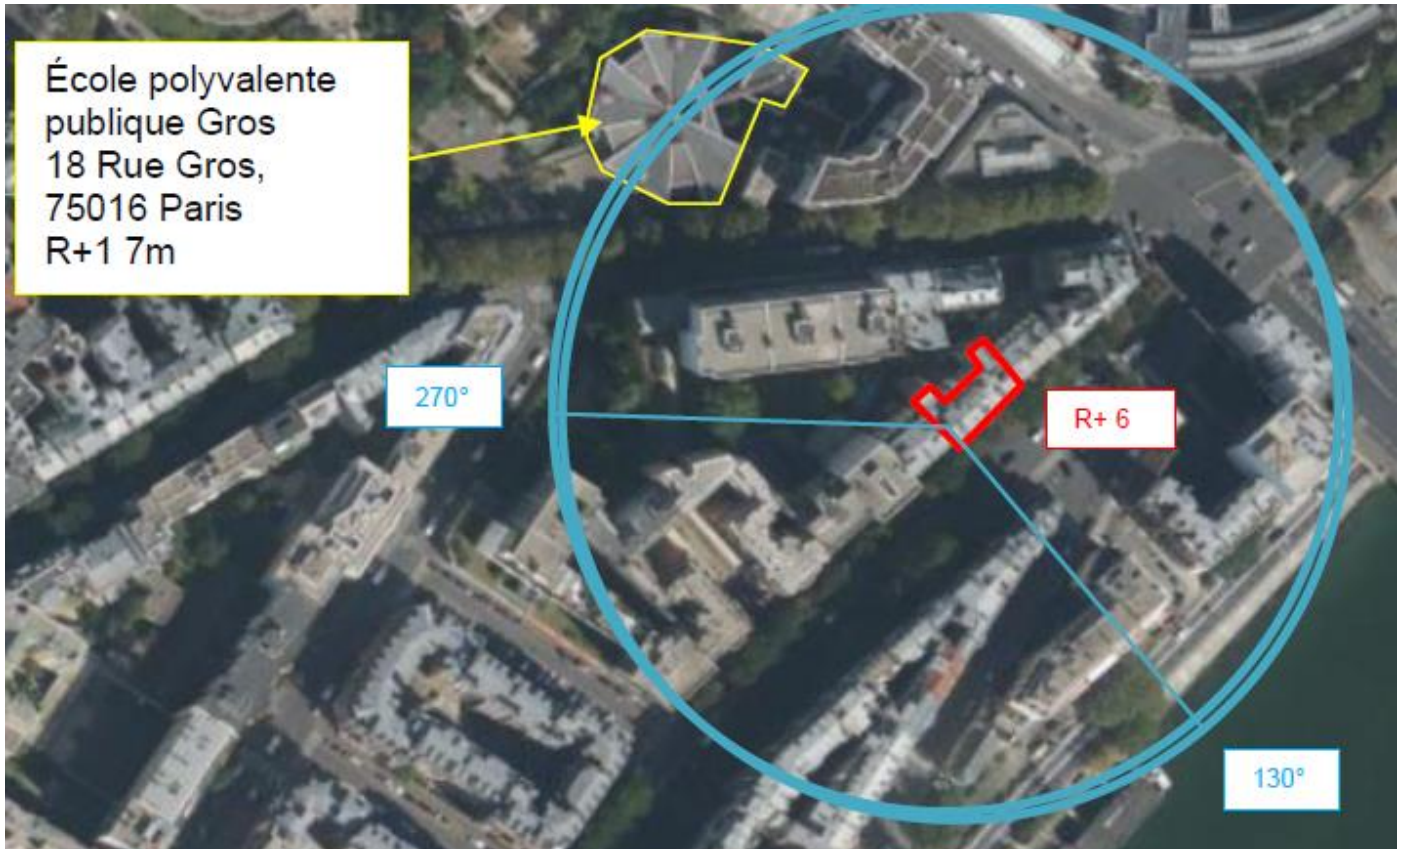 École polyvalente
publique Gros
18 Rue Gros,
75016 Paris
R+1 7m
270°
R+ 6
130°